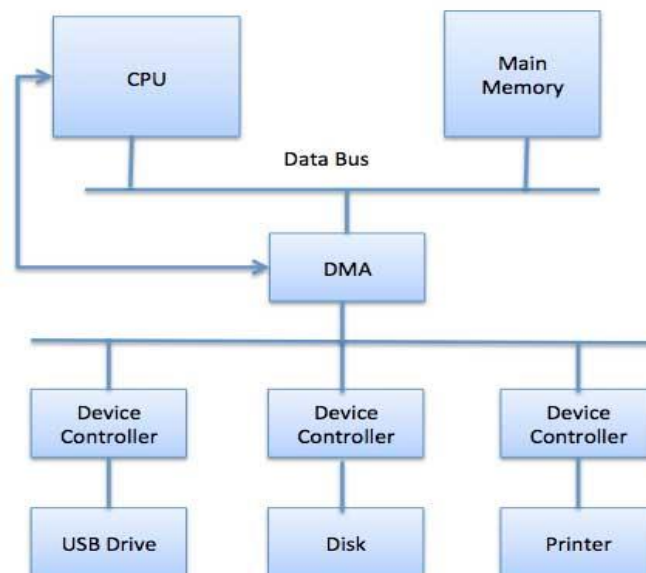 CPU
Main
Memory
Data Bus
DMA
Device
Controller
Device
Controller
Device
Controller
USB Drive
Disk
Printer